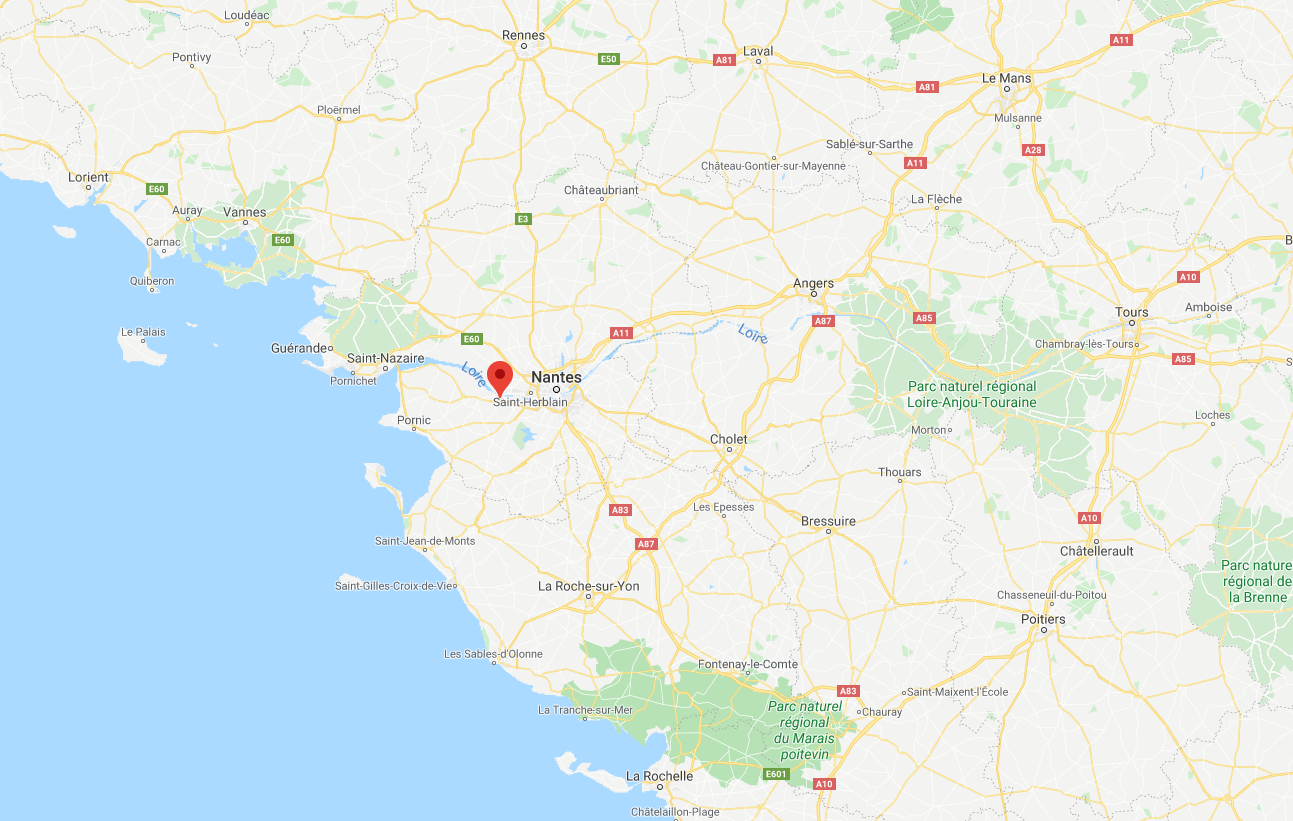 Loudéac
Rennes
E50
A81
Laval
A11
Pontivy
Le Mans
A81
Ploërmel
Mulsanne
Sablé-sur-Sarthe
A28
Château-Gontier-sur-Mayenne
A11
Lorient
E60
Châteaubriant
La Flèche
Auray
Vannes
E3
Carnac
E60
B
Quiberon
Angers
A10
Tours
Amboise
Le Palais
A11
Loire
A87
A85
E60
Guérande
Saint-Nazaire
Chambray-lès-Tours
A85
S
Pornichet
Loire
Nantes
Parc naturel régional
Loire-Anjou-Touraine
Saint-Herblain
Pornic
Loches
Morton
Cholet
Thouars
Les Epesses
A83
Bressuire
A10
Saint-Jean-de-Monts
A87
Châtellerault
Saint-Gilles-Croix-de-Vie
La Roche-sur-Yon
Parc nature
régional de
la Brenne
Chasseneuil-du-Poitou
Poitiers
Les Sables-d'Olonne
Fontenay-le-Comte
A83
Saint-Maixent-l'École
La Tranche-sur-Mer
Parc naturel
régional
du Marais
poitevin
Chauray
La Rochelle
E601
A10
Châtelaillon-Plage